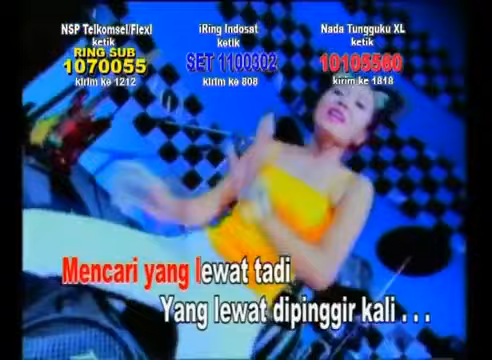 NSP Telkomsel/Flexi
ketik
RING SUB
1070055
kirim ke 1212
iRing Indosat
ketik
SET 1100302
kirim ke 808
Nada Tungguku XL
ketik
10105560
kirim ke 1818
Mencari yang lewat tadi
Yang lewat dipinggir kali . . .